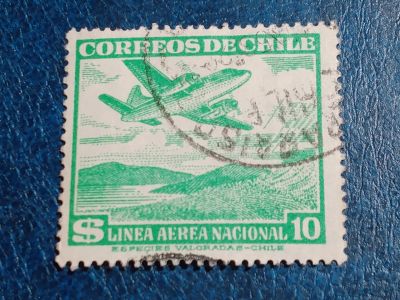 CORREOS DE CHILE
$ LINEA AEREA NACIONAL 10
ESPECIES VALORADAS-CHILE